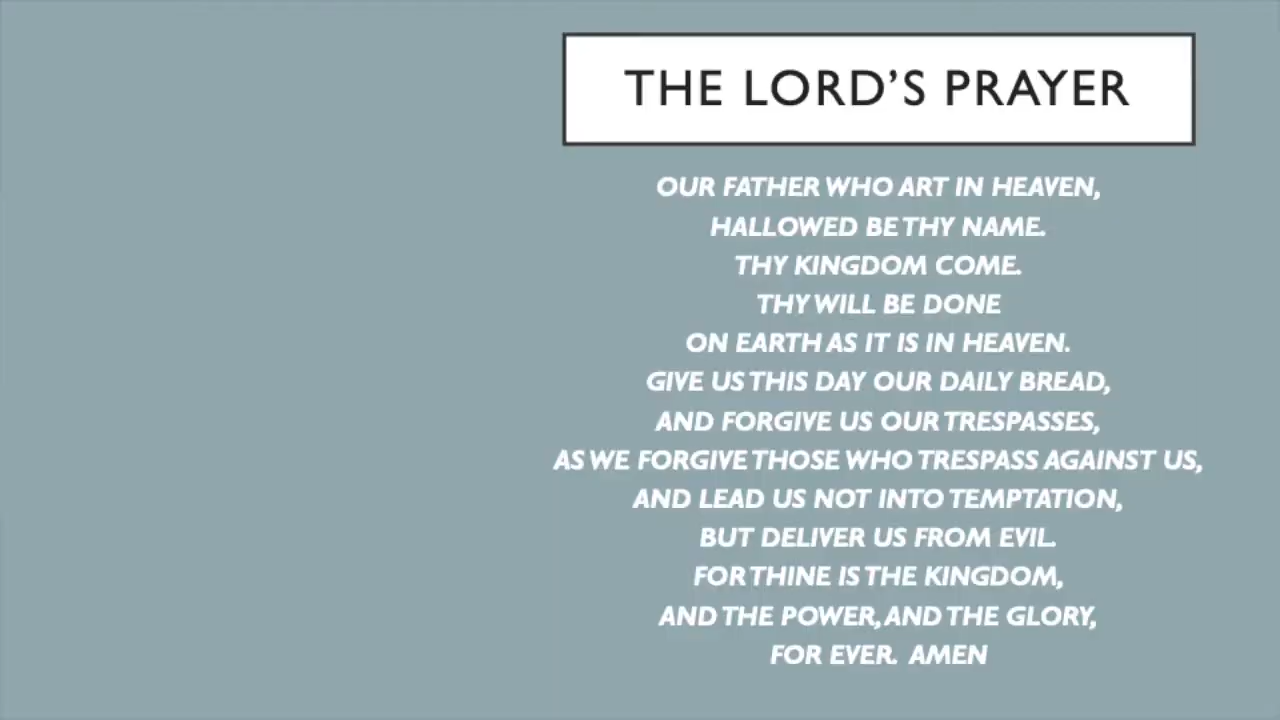 THE LORD'S PRAYER
OUR FATHER WHO ART IN HEAVEN,
HALLOWED BE THY NAME.
THY KINGDOM COME.
THY WILL BE DONE
ON EARTH AS IT IS IN HEAVEN.
GIVE US THIS DAY OUR DAILY BREAD,
AND FORGIVE US OUR TRESPASSES,
AS WE FORGIVE THOSE WHO TRESPASS AGAINST US,
AND LEAD US NOT INTO TEMPTATION,
BUT DELIVER US FROM EVIL.
FOR THINE IS THE KINGDOM,
AND THE POWER, AND THE GLORY,
FOR EVER. AMEN